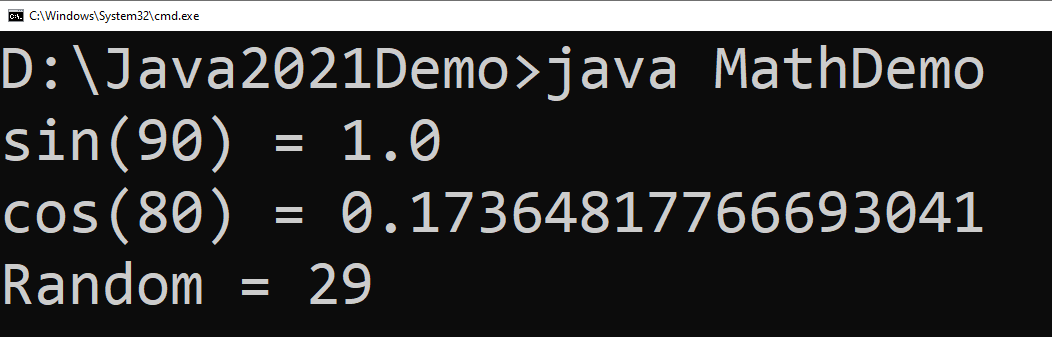 C:\Windows\System32\cmd.exe
D:\Java2021Demo>java MathDemo
sin(90) = 1.0
cos(80) = 0.17364817766693041
Random = 29